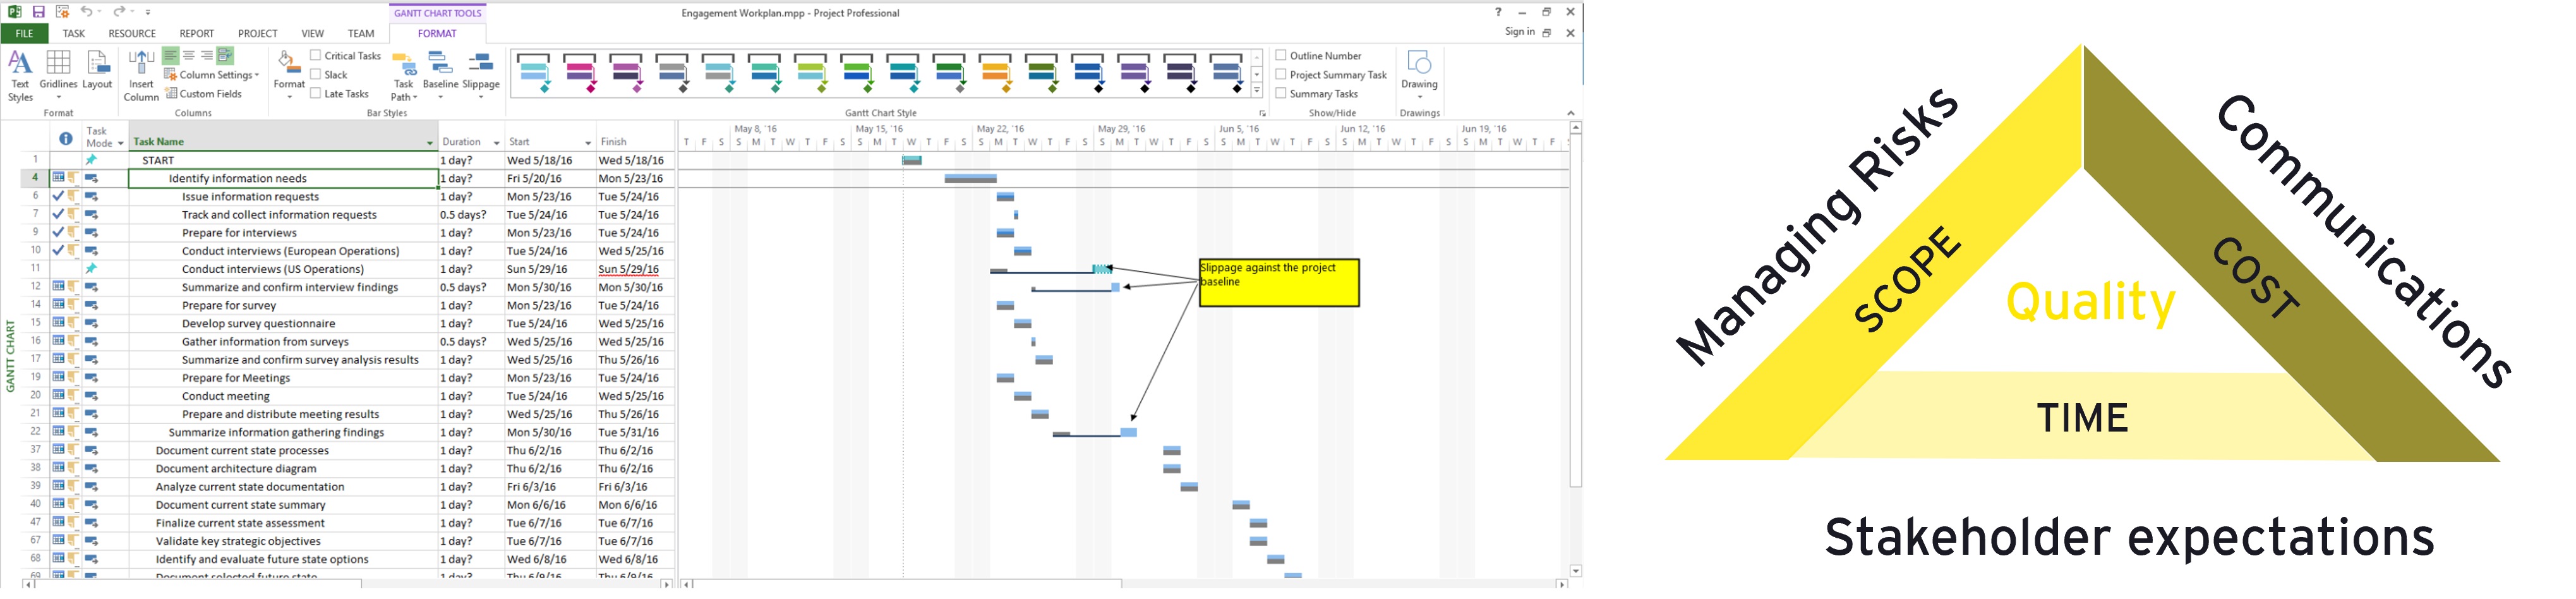 GANTT CHART TOOLS
Engagement Workplan.mpp - Project Professional
?
FILE TASK RESOURCE REPORT PROJECT VIEW TEAM FORMAT
Sign in
Text Styles
Gridlines
Layout
Format
Insert Column
Column Settings
Custom Fields
Columns
Format
Critical Tasks
Slack
Late Tasks
Task Path
Baseline
Slippage
Bar Styles
Gantt Chart Style
Outline Number
Project Summary Task
Summary Tasks
Show/Hide
Drawing
Drawings
Task Mode Task Name Duration Start Finish
May 8, '16 May 15, '16 May 22, '16 May 29, '16 Jun 5, '16 Jun 12, '16 Jun 19, '16
T F S S M T W T F S S M T W T F S S M T W T F S S M T W T F S S M T W T F S S M T W T F S S M T W T F
1 START 1 day? Wed 5/18/16 Wed 5/18/16
4 Identify information needs 1 day? Fri 5/20/16 Mon 5/23/16
6 Issue information requests 1 day? Mon 5/23/16 Tue 5/24/16
7 Track and collect information requests 0.5 days? Tue 5/24/16 Tue 5/24/16
9 Prepare for interviews 1 day? Mon 5/23/16 Tue 5/24/16
10 Conduct interviews (European Operations) 1 day? Tue 5/24/16 Wed 5/25/16
11 Conduct interviews (US Operations) 1 day? Sun 5/29/16 Sun 5/29/16
12 Summarize and confirm interview findings 0.5 days? Mon 5/30/16 Mon 5/30/16
14 Prepare for survey 1 day? Mon 5/23/16 Tue 5/24/16
15 Develop survey questionnaire 1 day? Tue 5/24/16 Wed 5/25/16
16 Gather information from surveys 0.5 days? Wed 5/25/16 Wed 5/25/16
17 Summarize and confirm survey analysis results 1 day? Wed 5/25/16 Thu 5/26/16
19 Prepare for Meetings 1 day? Mon 5/23/16 Tue 5/24/16
20 Conduct meeting 1 day? Tue 5/24/16 Wed 5/25/16
21 Prepare and distribute meeting results 1 day? Wed 5/25/16 Thu 5/26/16
22 Summarize information gathering findings 1 day? Mon 5/30/16 Tue 5/31/16
37 Document current state processes 1 day? Thu 6/2/16 Thu 6/2/16
38 Document architecture diagram 1 day? Thu 6/2/16 Thu 6/2/16
39 Analyze current state documentation 1 day? Fri 6/3/16 Fri 6/3/16
40 Document current state summary 1 day? Mon 6/6/16 Mon 6/6/16
47 Finalize current state assessment 1 day? Tue 6/7/16 Tue 6/7/16
67 Validate key strategic objectives 1 day? Tue 6/7/16 Tue 6/7/16
68 Identify and evaluate future state options 1 day? Wed 6/8/16 Wed 6/8/16
69 Document selected future state 1 day? Thu 6/9/16 Thu 6/9/16
GANTT CHART
Slippage against the project
baseline
Managing Risks
Communications
SCOPE
COST
Quality
TIME
Stakeholder expectations